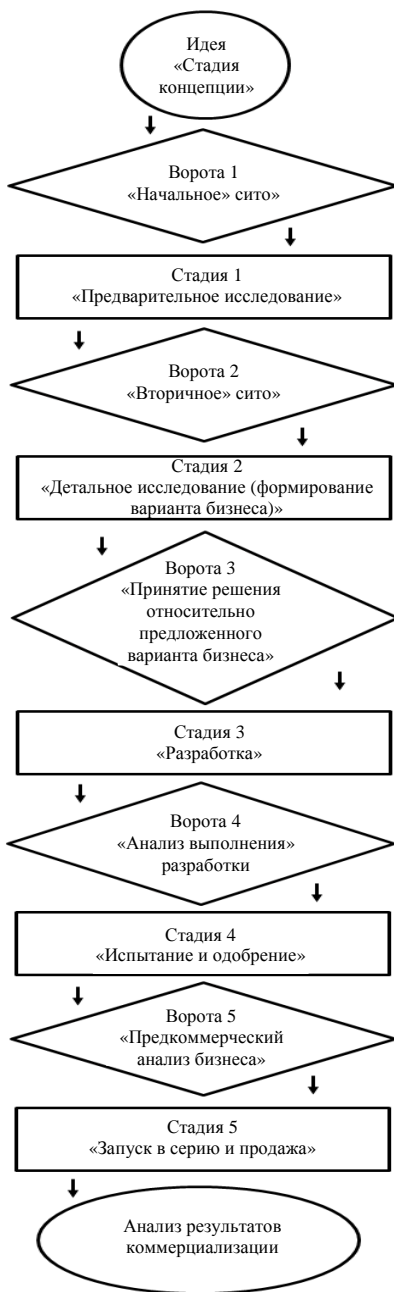 Идея
«Стадия
концепции»
Ворота 1
«Начальное» сито»
Стадия 1
«Предварительное исследование»
Ворота 2
«Вторичное» сито»
Стадия 2
«Детальное исследование (формирование
варианта бизнеса)»
Ворота 3
«Принятие решения
относительно
предложенного
варианта бизнеса»
Стадия 3
«Разработка»
Ворота 4
«Анализ выполнения»
разработки
Стадия 4
«Испытание и одобрение»
Ворота 5
«Предкоммерческий
анализ бизнеса»
Стадия 5
«Запуск в серию и продажа»
Анализ результатов
коммерциализации